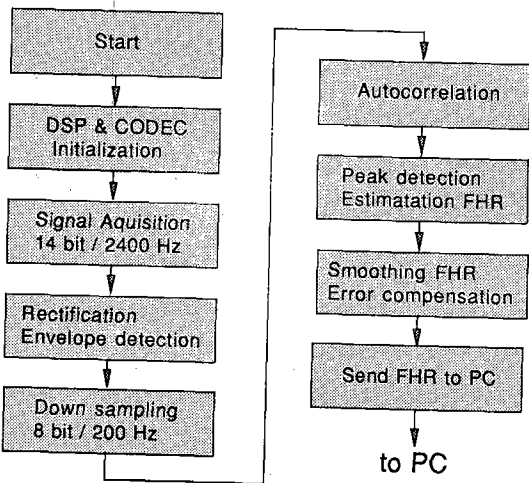 Start
DSP & CODEC
Initialization
Signal Aquisition
14 bit / 2400 Hz
Rectification
Envelope detection
Down sampling
8 bit / 200 Hz
Autocorrelation
Peak detection
Estimatation FHR
Smoothing FHR
Error compensation
Send FHR to PC
to PC